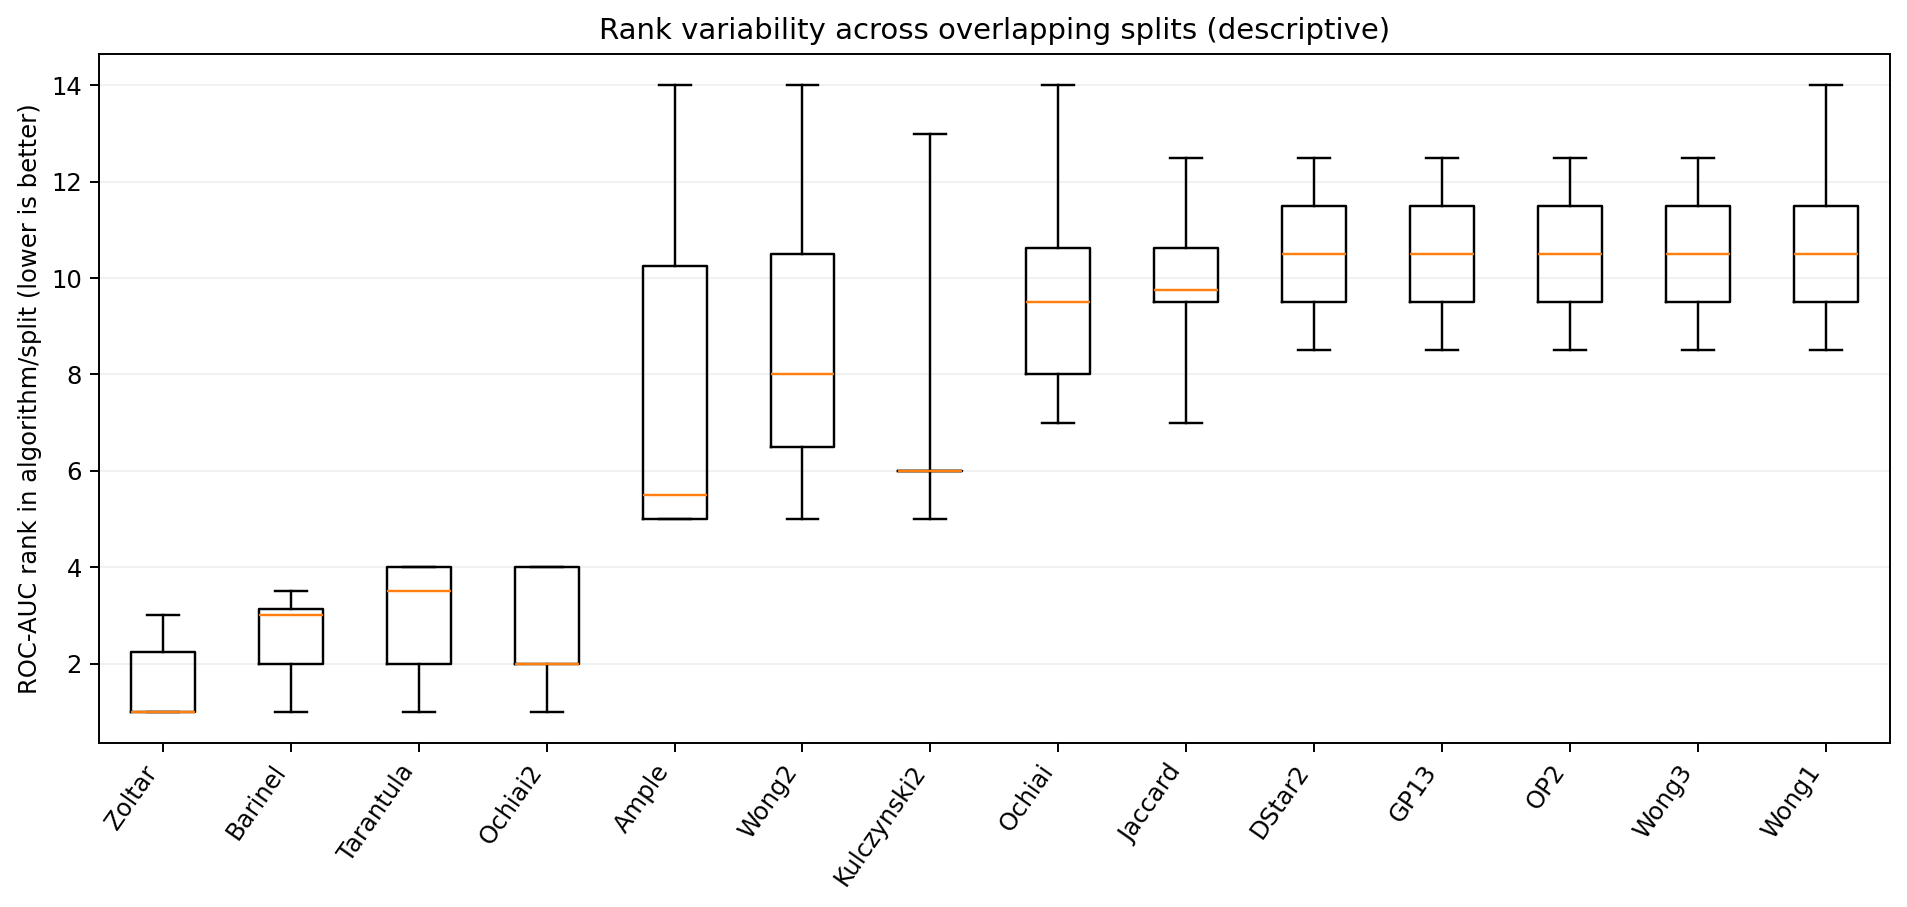 Rank variability across overlapping splits (descriptive)
ROC-AUC rank in algorithm/split (lower is better)
14
12
10
8
6
4
2
Zoltar
Barinel
Tarantula
Ochiai2
Ample
Wong2
Kulczynski2
Ochiai
Jaccard
DStar2
GP13
OP2
Wong3
Wong1